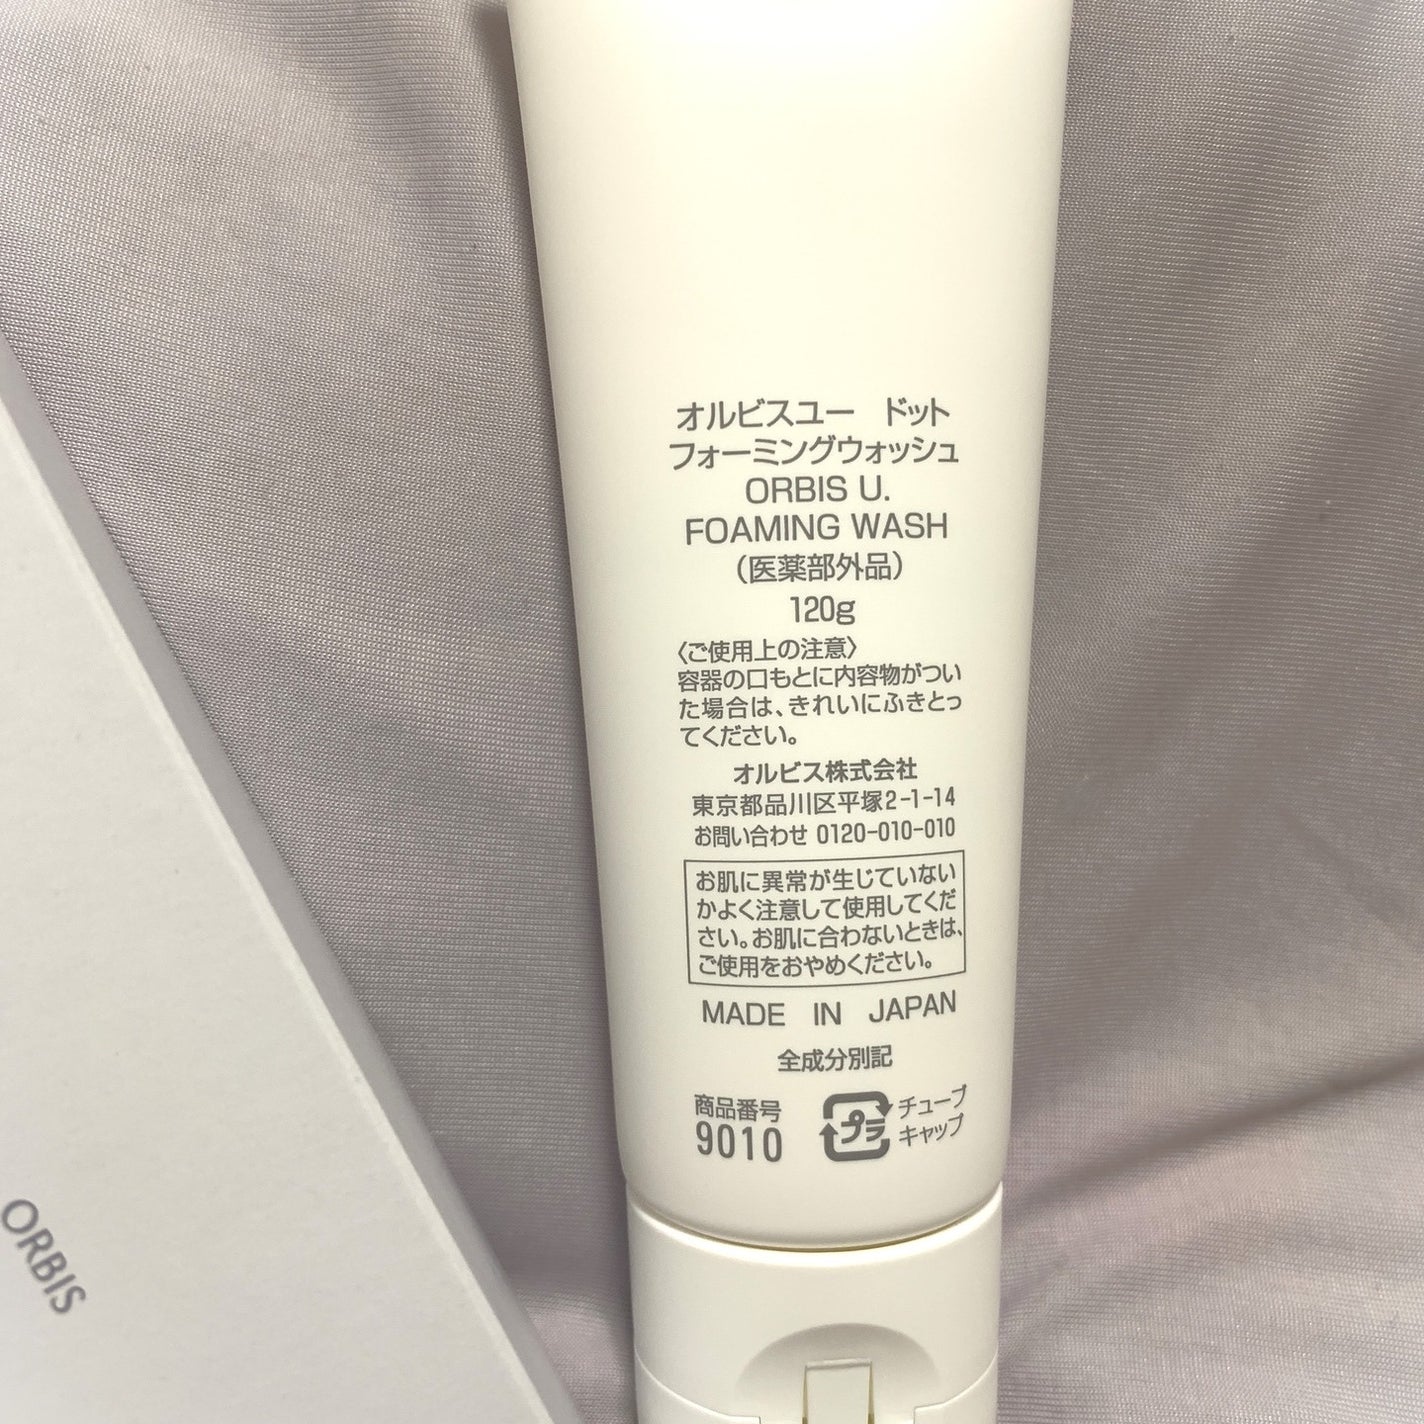 オルビスユー ドット
フォーミングウォッシュ
ORBIS U.
FOAMING WASH
(医薬部外品)
120g
〈ご使用上の注意〉
容器の口もとに内容物がつい
た場合は、きれいにふきとっ
てください。
オルビス株式会社
東京都品川区平塚2-1-14
お問い合わせ 0120-010-010
お肌に異常が生じていない
かよく注意して使用してくだ
さい。お肌に合わないときは、
ご使用をおやめください。
MADE IN JAPAN
全成分別記
商品番号
9010
プラ
チューブ
キャップ
ORBIS